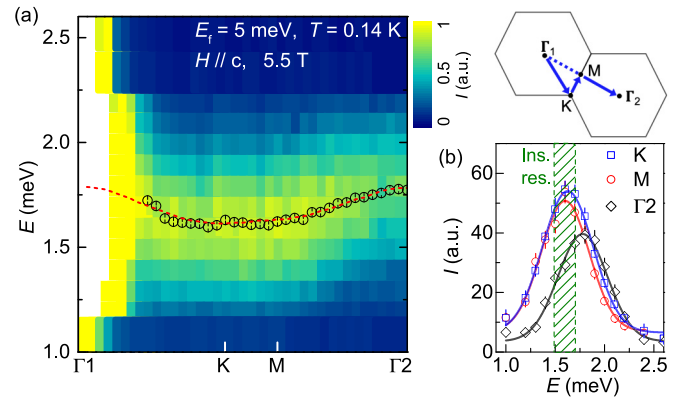 (a)
E_f = 5 meV, T = 0.14 K
H // c, 5.5 T
E (meV)
2.5
2.0
1.5
1.0
Γ1
K
M
Γ2
1
0.5
0
I (a.u.)
Γ₁
M
K
Γ₂
(b)
Ins.
res.
K
M
Γ2
I (a.u.)
60
40
20
0
1.0
1.5
2.0
2.5
E (meV)